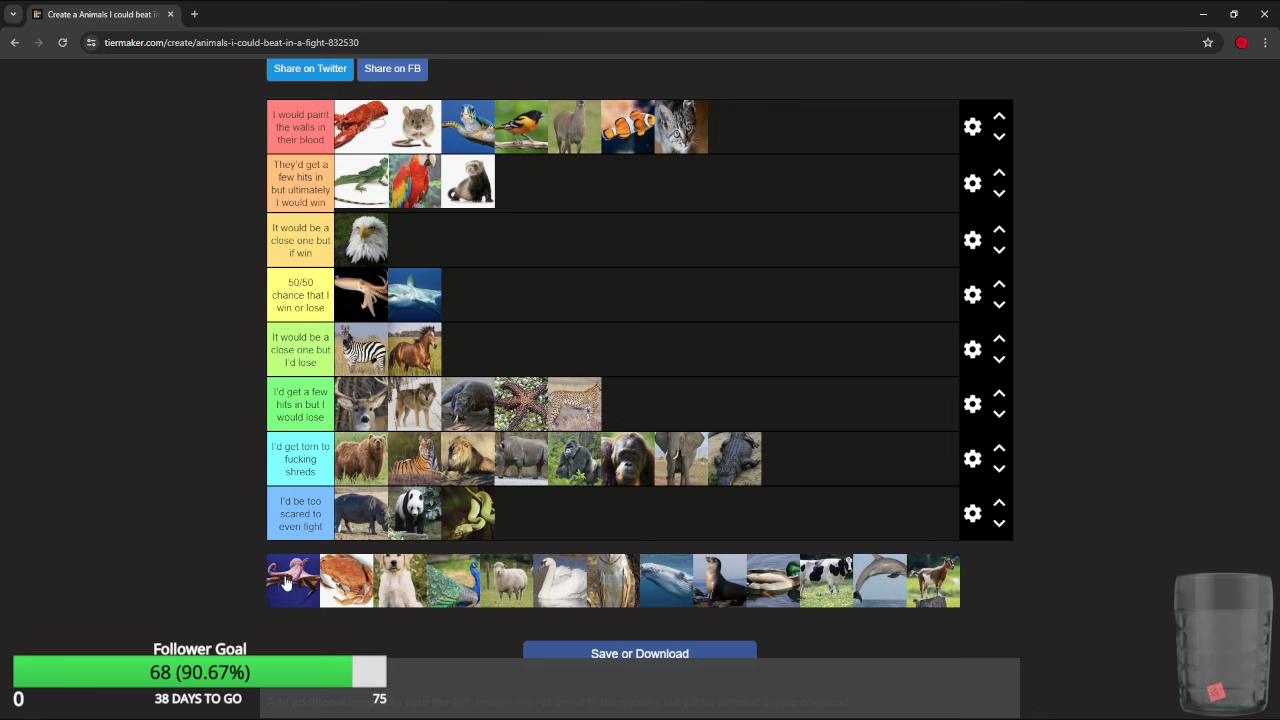 Create a Animals I could beat in
tiermaker.com/create/animals-i-could-beat-in-a-fight-832530
Share on Twitter
Share on FB
I would paint
the walls in
their blood
They'd get a
few hits in
but ultimately
I would win
It would be a
close one but
if win
50/50
chance that I
win or lose
It would be a
close one but
I'd lose
I'd get a few
hits in but I
would lose
I'd get torn to
fucking
shreds
I'd be too
scared to
even fight
Save or Download
Follower Goal
68 (90.67%)
0
38 DAYS TO GO
75